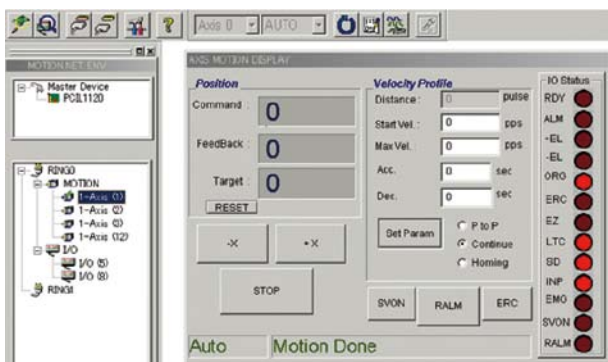 Axis 0 AUTO
MOTION NET ENV
Master Device
PCIL1120
RING0
MOTION
1-Axis (1)
1-Axis (2)
1-Axis (3)
1-Axis (12)
I/O
I/O (5)
I/O (8)
RING1
AXIS MOTION DISPLAY
Position
Command : 0
FeedBack : 0
Target : 0
RESET
-X +X
STOP
Velocity Profile
Distance : 0 pulse
Start Vel. : 0 pps
Max Vel. 0 pps
Acc. 0 sec
Dec. 0 sec
Set Param
P to P
Continue
Homing
SVON RALM ERC
IO Status
RDY
ALM
-EL
-EL
ORG
ERC
EZ
LTC
SD
INP
EMO
SVON
RALM
Auto Motion Done